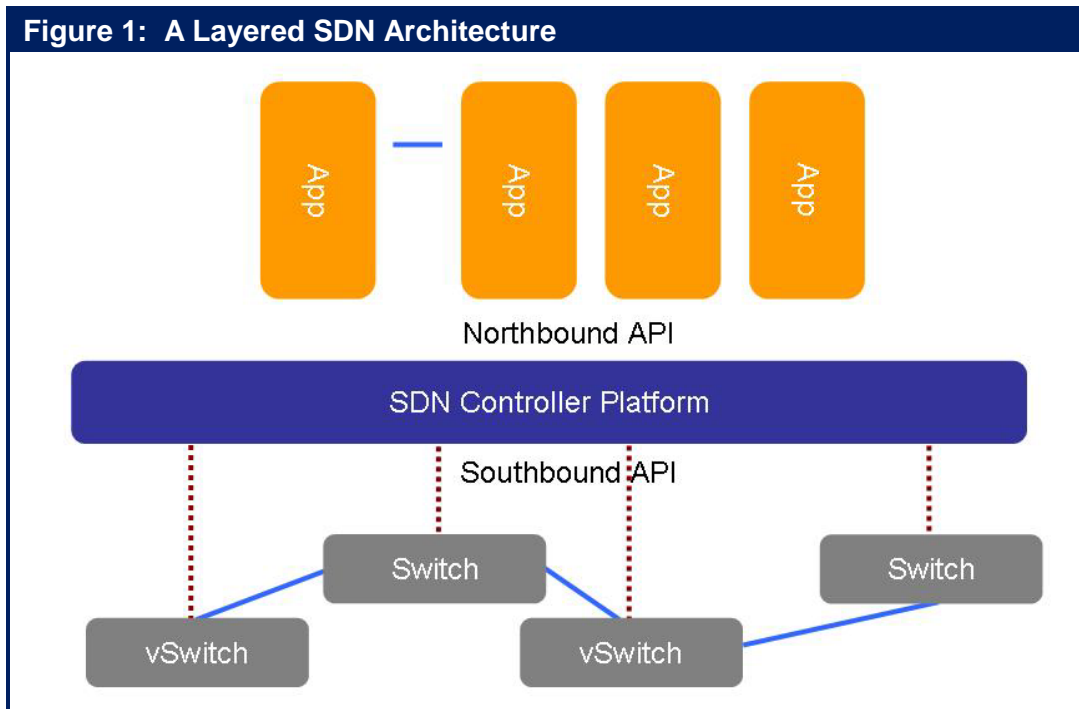 Figure 1: A Layered SDN Architecture
App
App
App
App
Northbound API
SDN Controller Platform
Southbound API
Switch
Switch
vSwitch
vSwitch